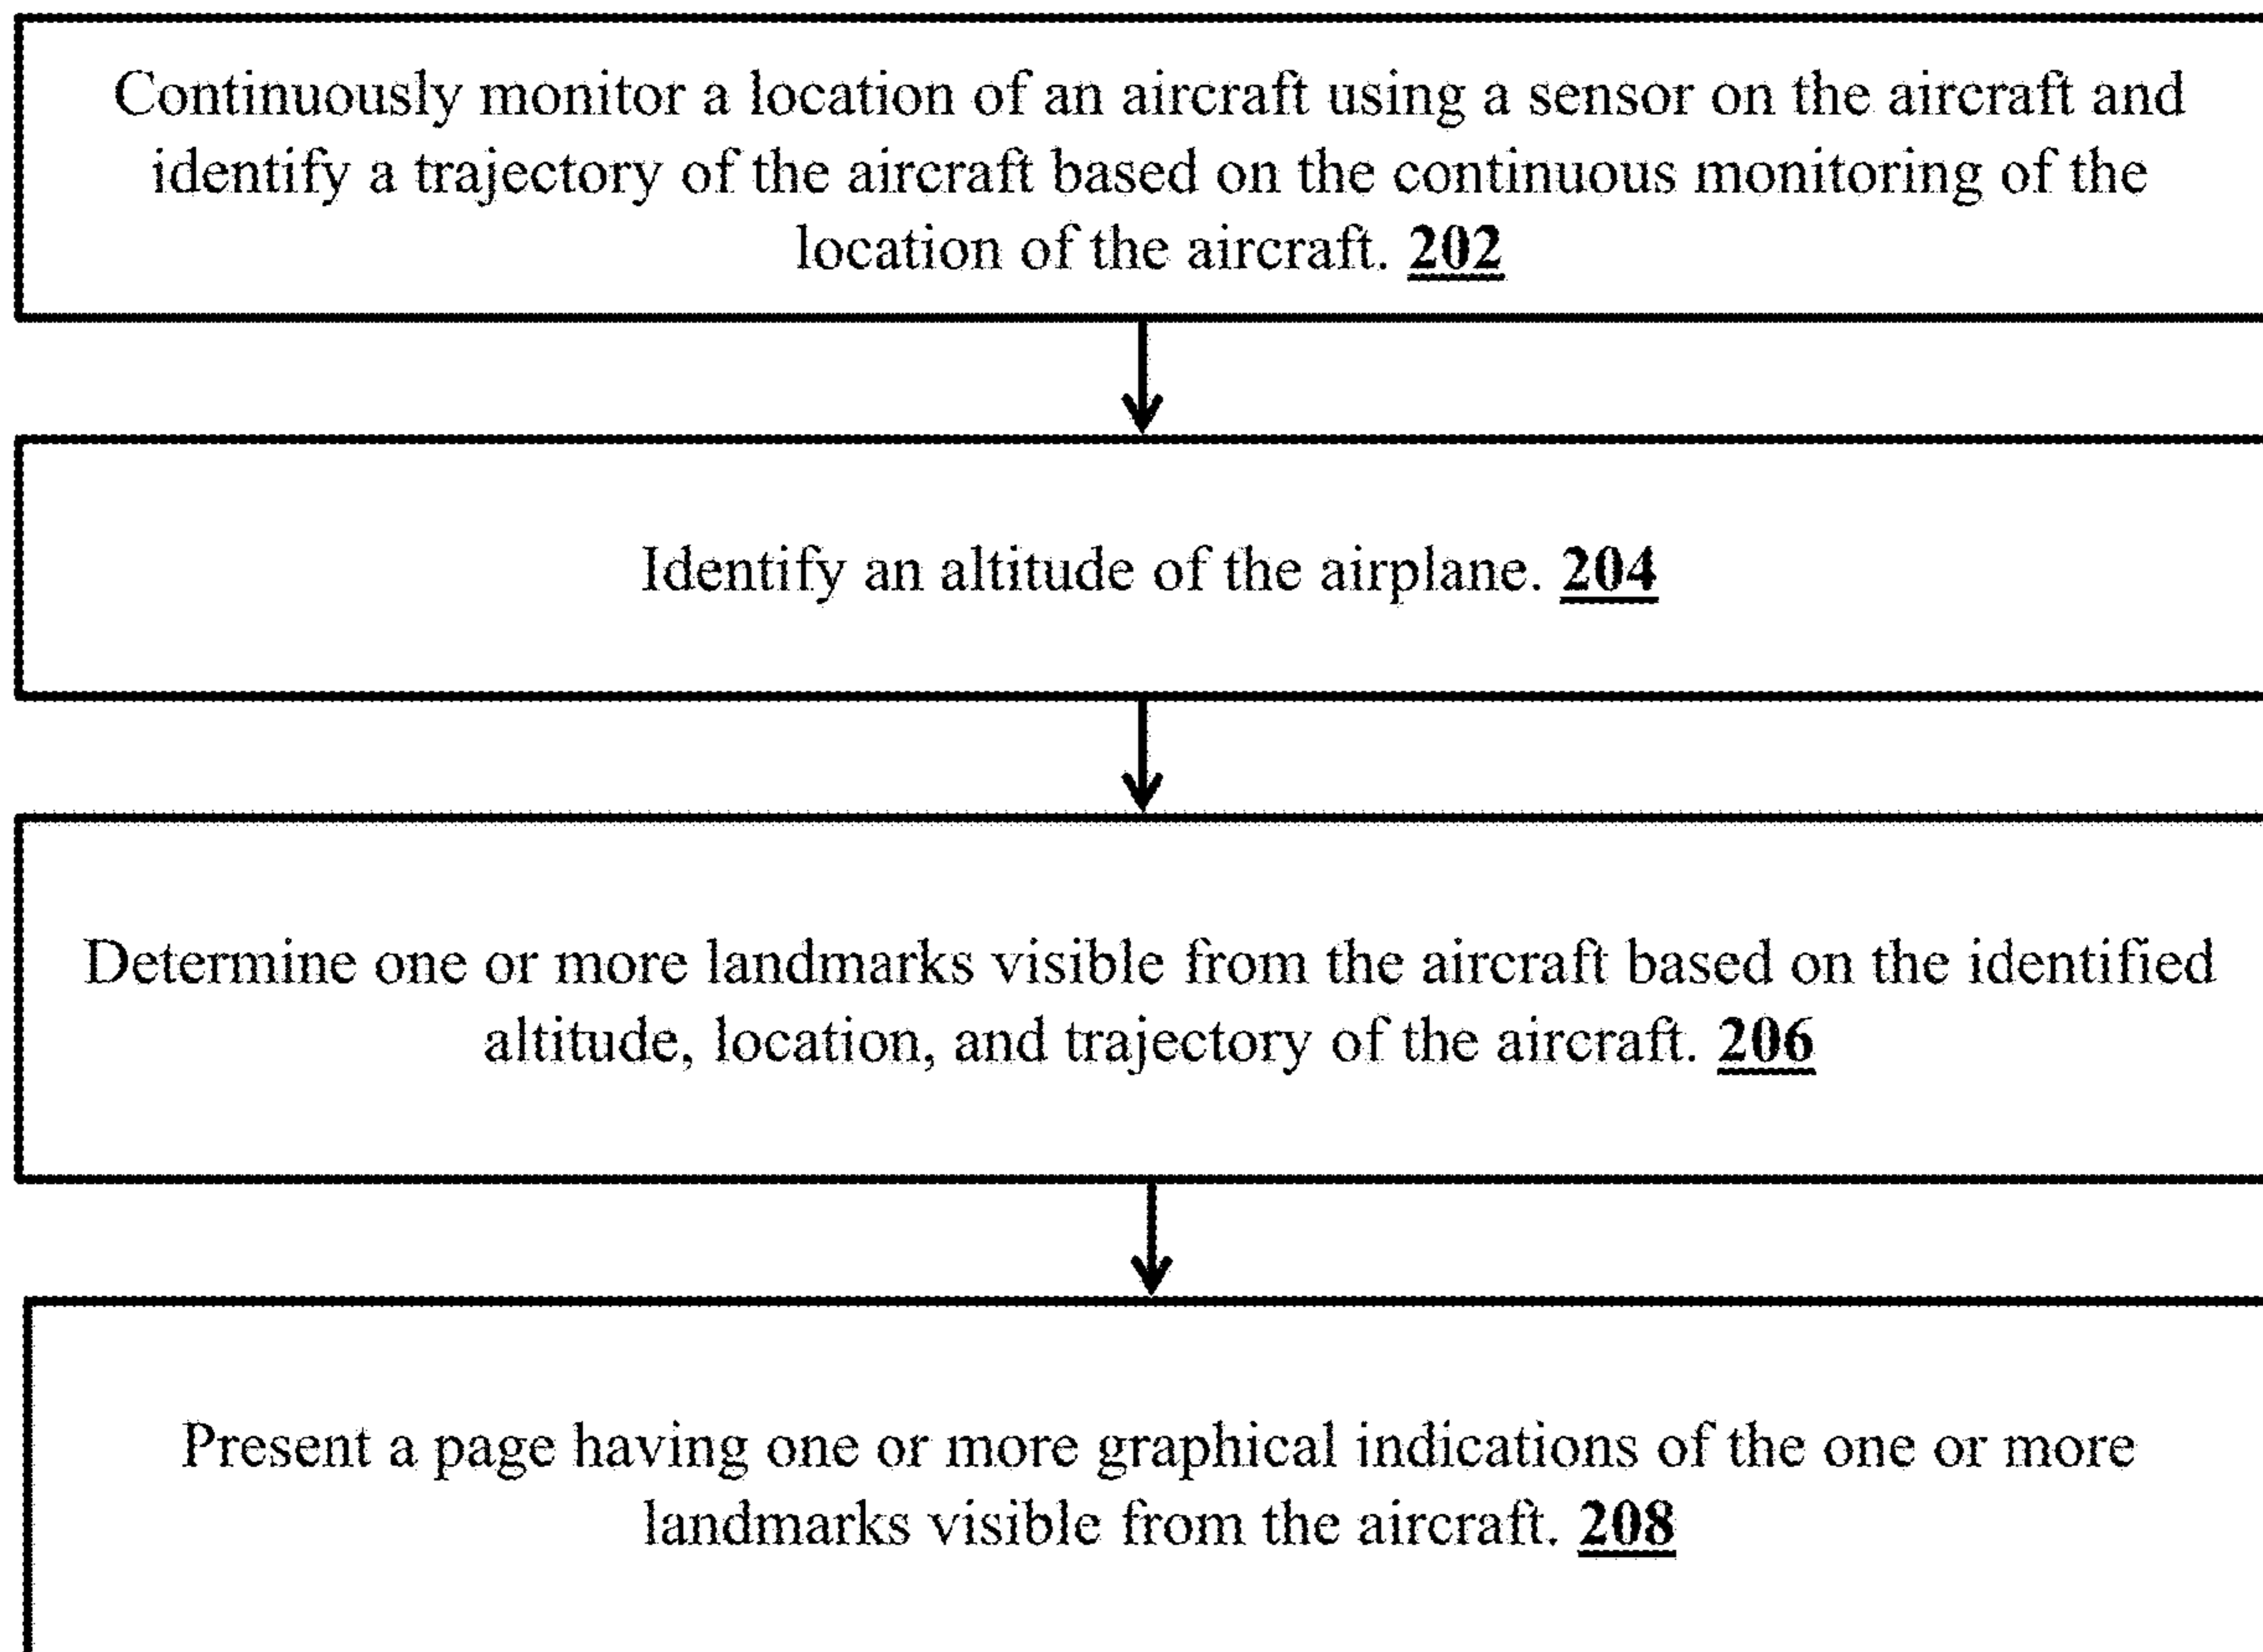 Continuously monitor a location of an aircraft using a sensor on the aircraft and
identify a trajectory of the aircraft based on the continuous monitoring of the
location of the aircraft. 202
Identify an altitude of the airplane. 204
Determine one or more landmarks visible from the aircraft based on the identified
altitude, location, and trajectory of the aircraft. 206
Present a page having one or more graphical indications of the one or more
landmarks visible from the aircraft. 208